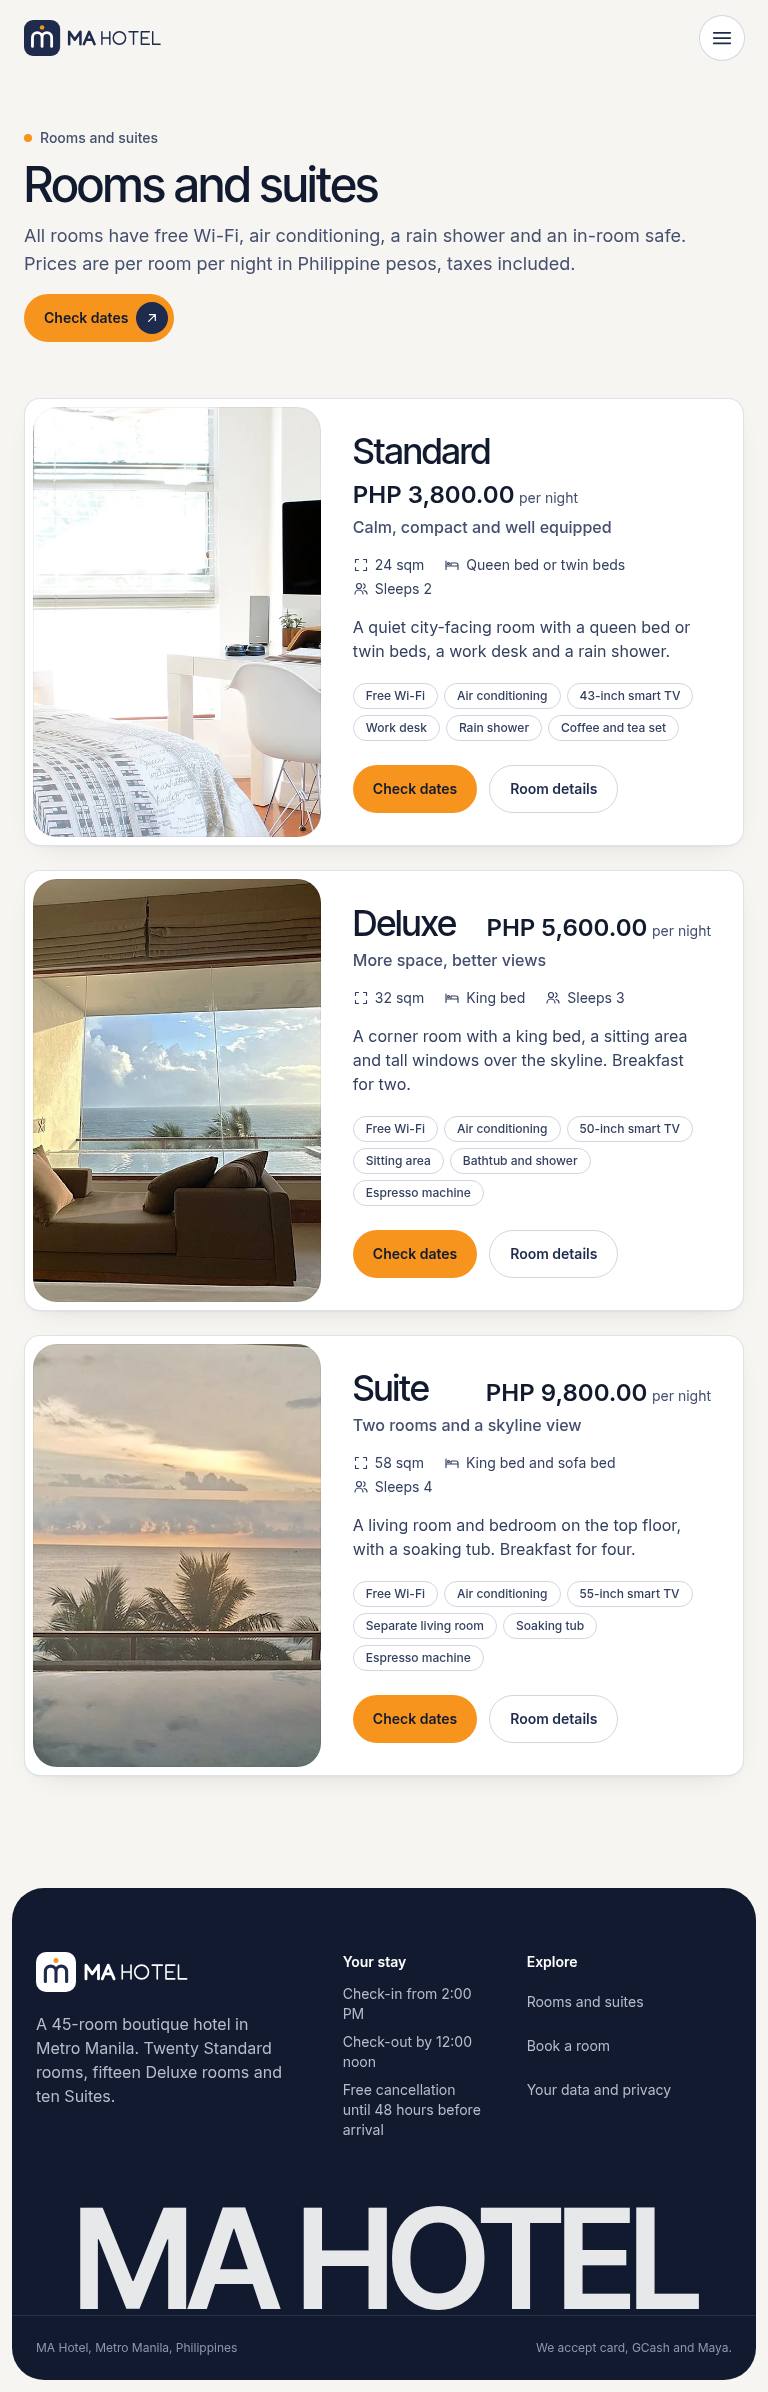 MA HOTEL
Rooms and suites
Rooms and suites
All rooms have free Wi-Fi, air conditioning, a rain shower and an in-room safe.
Prices are per room per night in Philippine pesos, taxes included.
Check dates
Standard
PHP 3,800.00 per night
Calm, compact and well equipped
24 sqm Queen bed or twin beds
Sleeps 2
A quiet city-facing room with a queen bed or
twin beds, a work desk and a rain shower.
Free Wi-Fi Air conditioning 43-inch smart TV
Work desk Rain shower Coffee and tea set
Check dates Room details
Deluxe PHP 5,600.00 per night
More space, better views
32 sqm King bed Sleeps 3
A corner room with a king bed, a sitting area
and tall windows over the skyline. Breakfast
for two.
Free Wi-Fi Air conditioning 50-inch smart TV
Sitting area Bathtub and shower
Espresso machine
Check dates Room details
Suite PHP 9,800.00 per night
Two rooms and a skyline view
58 sqm King bed and sofa bed
Sleeps 4
A living room and bedroom on the top floor,
with a soaking tub. Breakfast for four.
Free Wi-Fi Air conditioning 55-inch smart TV
Separate living room Soaking tub
Espresso machine
Check dates Room details
MA HOTEL
A 45-room boutique hotel in
Metro Manila. Twenty Standard
rooms, fifteen Deluxe rooms and
ten Suites.
Your stay
Check-in from 2:00
PM
Check-out by 12:00
noon
Free cancellation
until 48 hours before
arrival
Explore
Rooms and suites
Book a room
Your data and privacy
MA HOTEL
MA Hotel, Metro Manila, Philippines
We accept card, GCash and Maya.